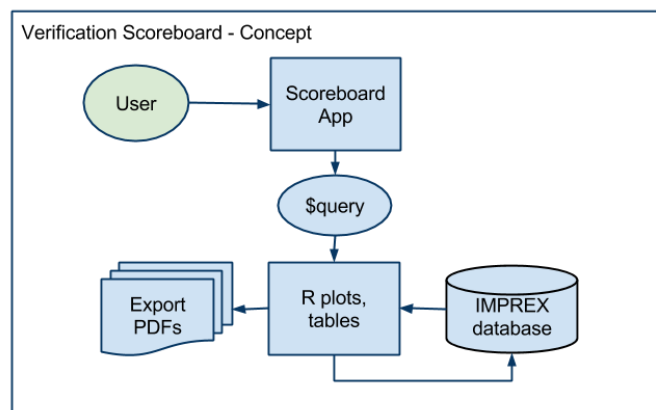 Verification Scoreboard - Concept
User
Scoreboard
App
$query
Export
PDFs
R plots,
tables
IMPREX
database